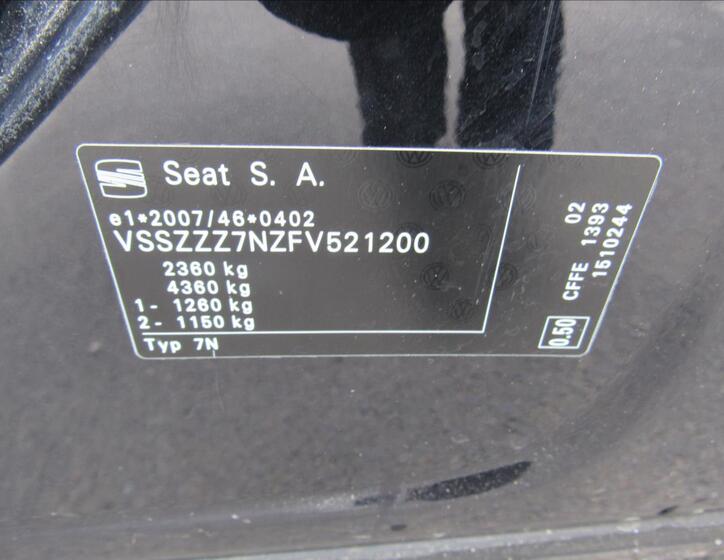 Seat S. A.
e1*2007/46*0402
VSSZZZ7NZFV521200
2360 kg
4360 kg
1- 1260 kg
2- 1150 kg
Typ 7N
02
CFFE 1393
1510244
0.50